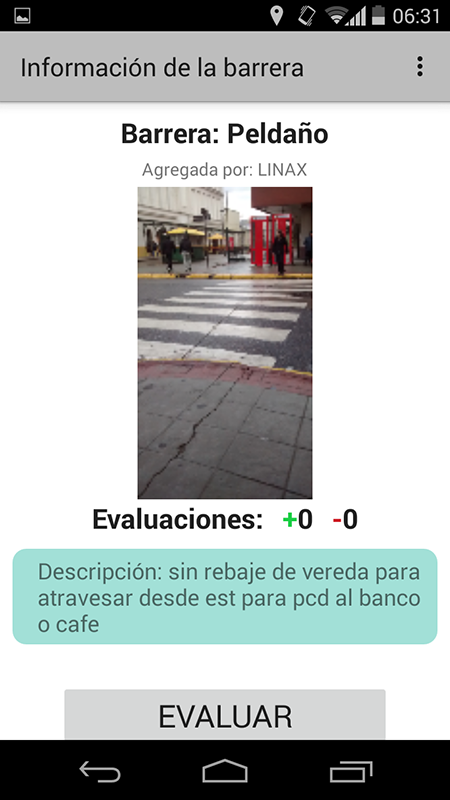 06:31
Información de la barrera
Barrera: Peldaño
Agregada por: LINAX
Evaluaciones: +0 -0
Descripción: sin rebaje de vereda para
atravesar desde est para pcd al banco
o cafe
EVALUAR